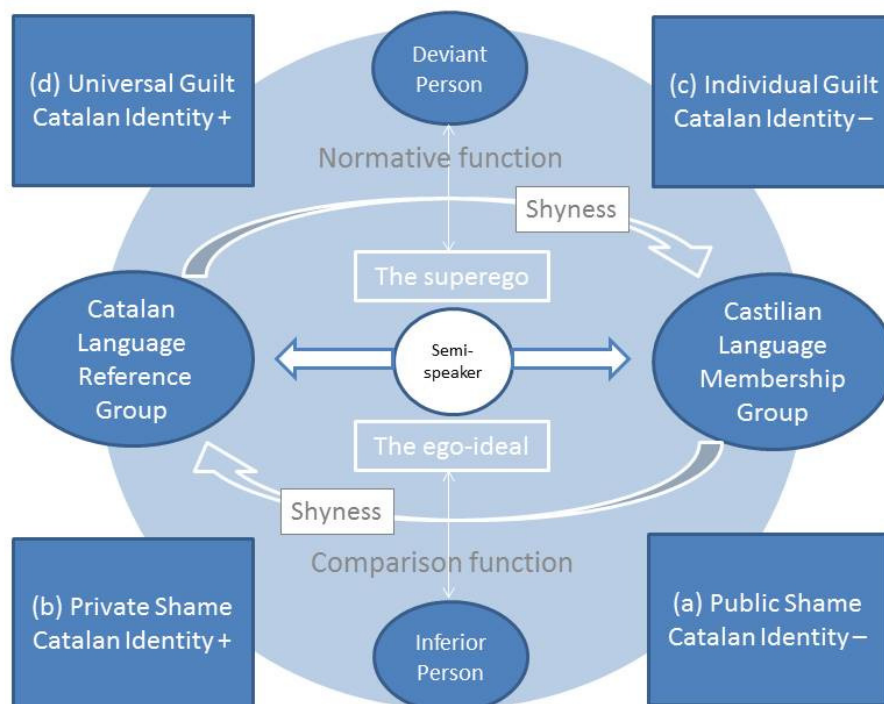 (d) Universal Guilt
Catalan Identity +
Deviant
Person
(c) Individual Guilt
Catalan Identity –
Normative function
Shyness
The superego
Catalan
Language
Reference
Group
Semi-
speaker
Castilian
Language
Membership
Group
The ego-ideal
Shyness
Comparison function
(b) Private Shame
Catalan Identity +
Inferior
Person
(a) Public Shame
Catalan Identity –